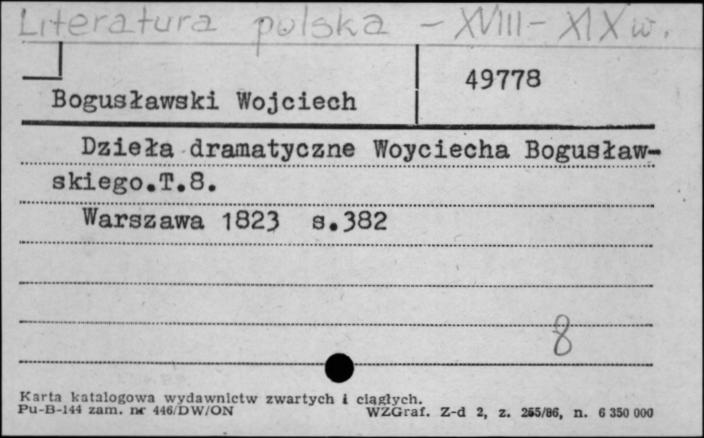 Literatura polska - XVIII - XIX w.
49778
Bogusławski Wojciech
Dzieła dramatyczne Woyciecha Bogusław-
skiego.T.8.
Warszawa 1823 s.382
8
Karta katalogowa wydawnictw zwartych i ciągłych.
Pu-B-144 zam. nr 446/DW/ON WZGraf. Z-d 2, z. 255/86, n. 6 350 000